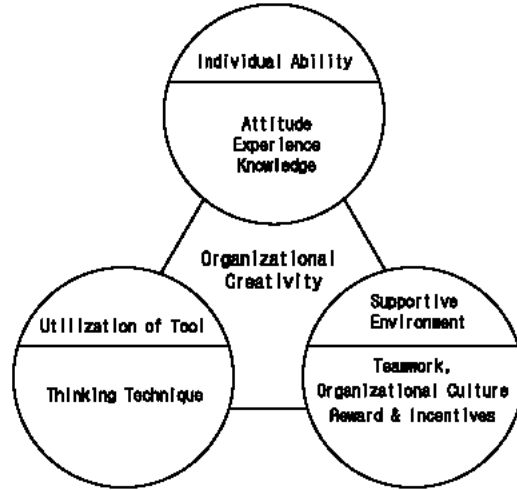 Individual Ability
Attitude
Experience
Knowledge
Organizational
Creativity
Utilization of Tool
Thinking Technique
Supportive
Environment
Teamwork,
Organizational Culture
Reward & Incentives